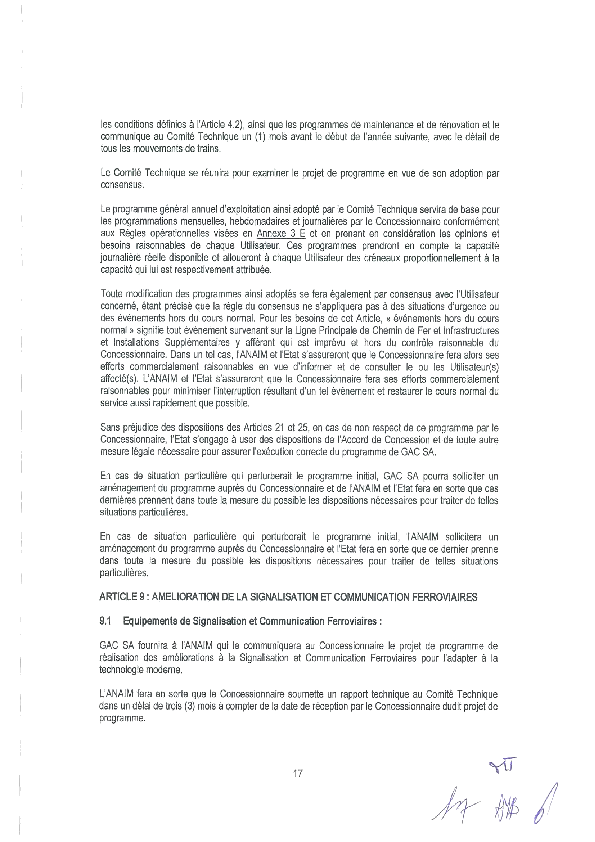 les conditions définies à l'Article 4.2), ainsi que les programmes de maintenance et de rénovation et le
communique au Comité Technique un (1) mois avant le début de l'année suivante, avec le détail de
tous les mouvements de trains.
Le Comité Technique se réunira pour examiner le projet de programme en vue de son adoption par
consensus.
Le programme général annuel d'exploitation ainsi adopté par le Comité Technique servira de base pour
les programmations mensuelles, hebdomadaires et journalières par le Concessionnaire conformément
aux Règles opérationnelles visées en Annexe 3 E et en prenant en considération les opinions et
besoins raisonnables de chaque Utilisateur. Ces programmes prendront en compte la capacité
journalière réelle disponible et alloueront à chaque Utilisateur des créneaux proportionnellement à la
capacité qui lui est respectivement attribuée.
Toute modification des programmes ainsi adoptés se fera également par consensus avec l'Utilisateur
concerné, étant précisé que la règle du consensus ne s'appliquera pas à des situations d'urgence ou
des événements hors du cours normal. Pour les besoins de cet Article, « événements hors du cours
normal » signifie tout événement survenant sur la Ligne Principale de Chemin de Fer et Infrastructures
et Installations Supplémentaires y afférant qui est imprévu et hors du contrôle raisonnable du
Concessionnaire. Dans un tel cas, l'ANAIM et l'Etat s'assureront que le Concessionnaire fera alors ses
efforts commercialement raisonnables en vue d'informer et de consulter le ou les Utilisateur(s)
affecté(s). L'ANAIM et l'Etat s'assureront que le Concessionnaire fera ses efforts commercialement
raisonnables pour minimiser l'interruption résultant d'un tel événement et restaurer le cours normal du
service aussi rapidement que possible.
Sans préjudice des dispositions des Articles 21 et 25, en cas de non respect de ce programme par le
Concessionnaire, l'Etat s'engage à user des dispositions de l'Accord de Concession et de toute autre
mesure légale nécessaire pour assurer l'exécution correcte du programme de GAC SA.
En cas de situation particulière qui perturberait le programme initial, GAC SA pourra solliciter un
aménagement du programme auprès du Concessionnaire et de l'ANAIM et l'Etat fera en sorte que ces
dernières prennent dans toute la mesure du possible les dispositions nécessaires pour traiter de telles
situations particulières.
En cas de situation particulière qui perturberait le programme initial, l'ANAIM sollicitera un
aménagement du programme auprès du Concessionnaire et l'Etat fera en sorte que ce dernier prenne
dans toute la mesure du possible les dispositions nécessaires pour traiter de telles situations
particulières.
ARTICLE 9 : AMELIORATION DE LA SIGNALISATION ET COMMUNICATION FERROVIAIRES
9.1 Equipements de Signalisation et Communication Ferroviaires :
GAC SA fournira à l'ANAIM qui le communiquera au Concessionnaire le projet de programme de
réalisation des améliorations à la Signalisation et Communication Ferroviaires pour l'adapter à la
technologie moderne.
L'ANAIM fera en sorte que le Concessionnaire soumette un rapport technique au Comité Technique
dans un délai de trois (3) mois à compter de la date de réception par le Concessionnaire dudit projet de
programme.
17